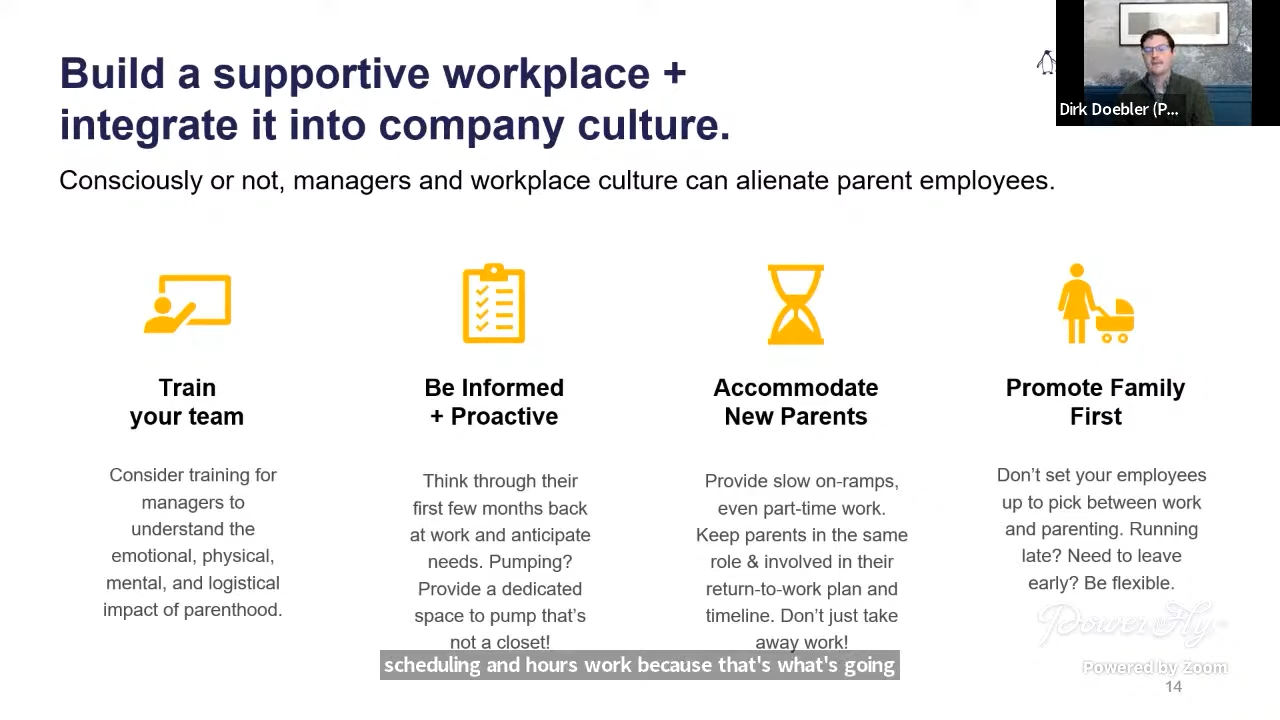 Build a supportive workplace +
integrate it into company culture.
Consciously or not, managers and workplace culture can alienate parent employees.
Dirk Doebler (P...
Train
your team
Consider training for
managers to
understand the
emotional, physical,
mental, and logistical
impact of parenthood.
Be Informed
+ Proactive
Think through their
first few months back
at work and anticipate
needs. Pumping?
Provide a dedicated
space to pump that’s
not a closet!
Accommodate
New Parents
Provide slow on-ramps,
even part-time work.
Keep parents in the same
role & involved in their
return-to-work plan and
timeline. Don’t just take
away work!
Promote Family
First
Don’t set your employees
up to pick between work
and parenting. Running
late? Need to leave
early? Be flexible.
PowerToFly
Powered by Zoom
scheduling and hours work because that's what's going
14